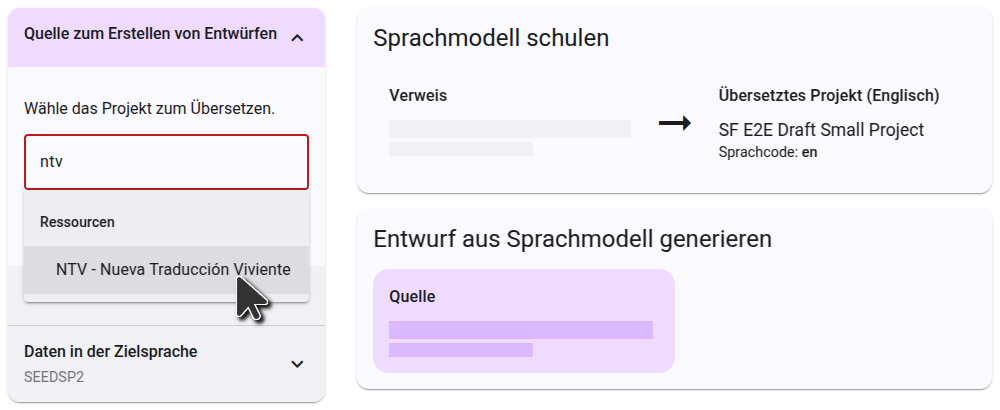 Quelle zum Erstellen von Entwürfen
Wähle das Projekt zum Übersetzen.
ntv
Ressourcen
NTV - Nueva Traducción Viviente
Daten in der Zielsprache
SEEDSP2
Sprachmodell schulen
Verweis
Übersetztes Projekt (Englisch)
SF E2E Draft Small Project
Sprachcode: en
Entwurf aus Sprachmodell generieren
Quelle